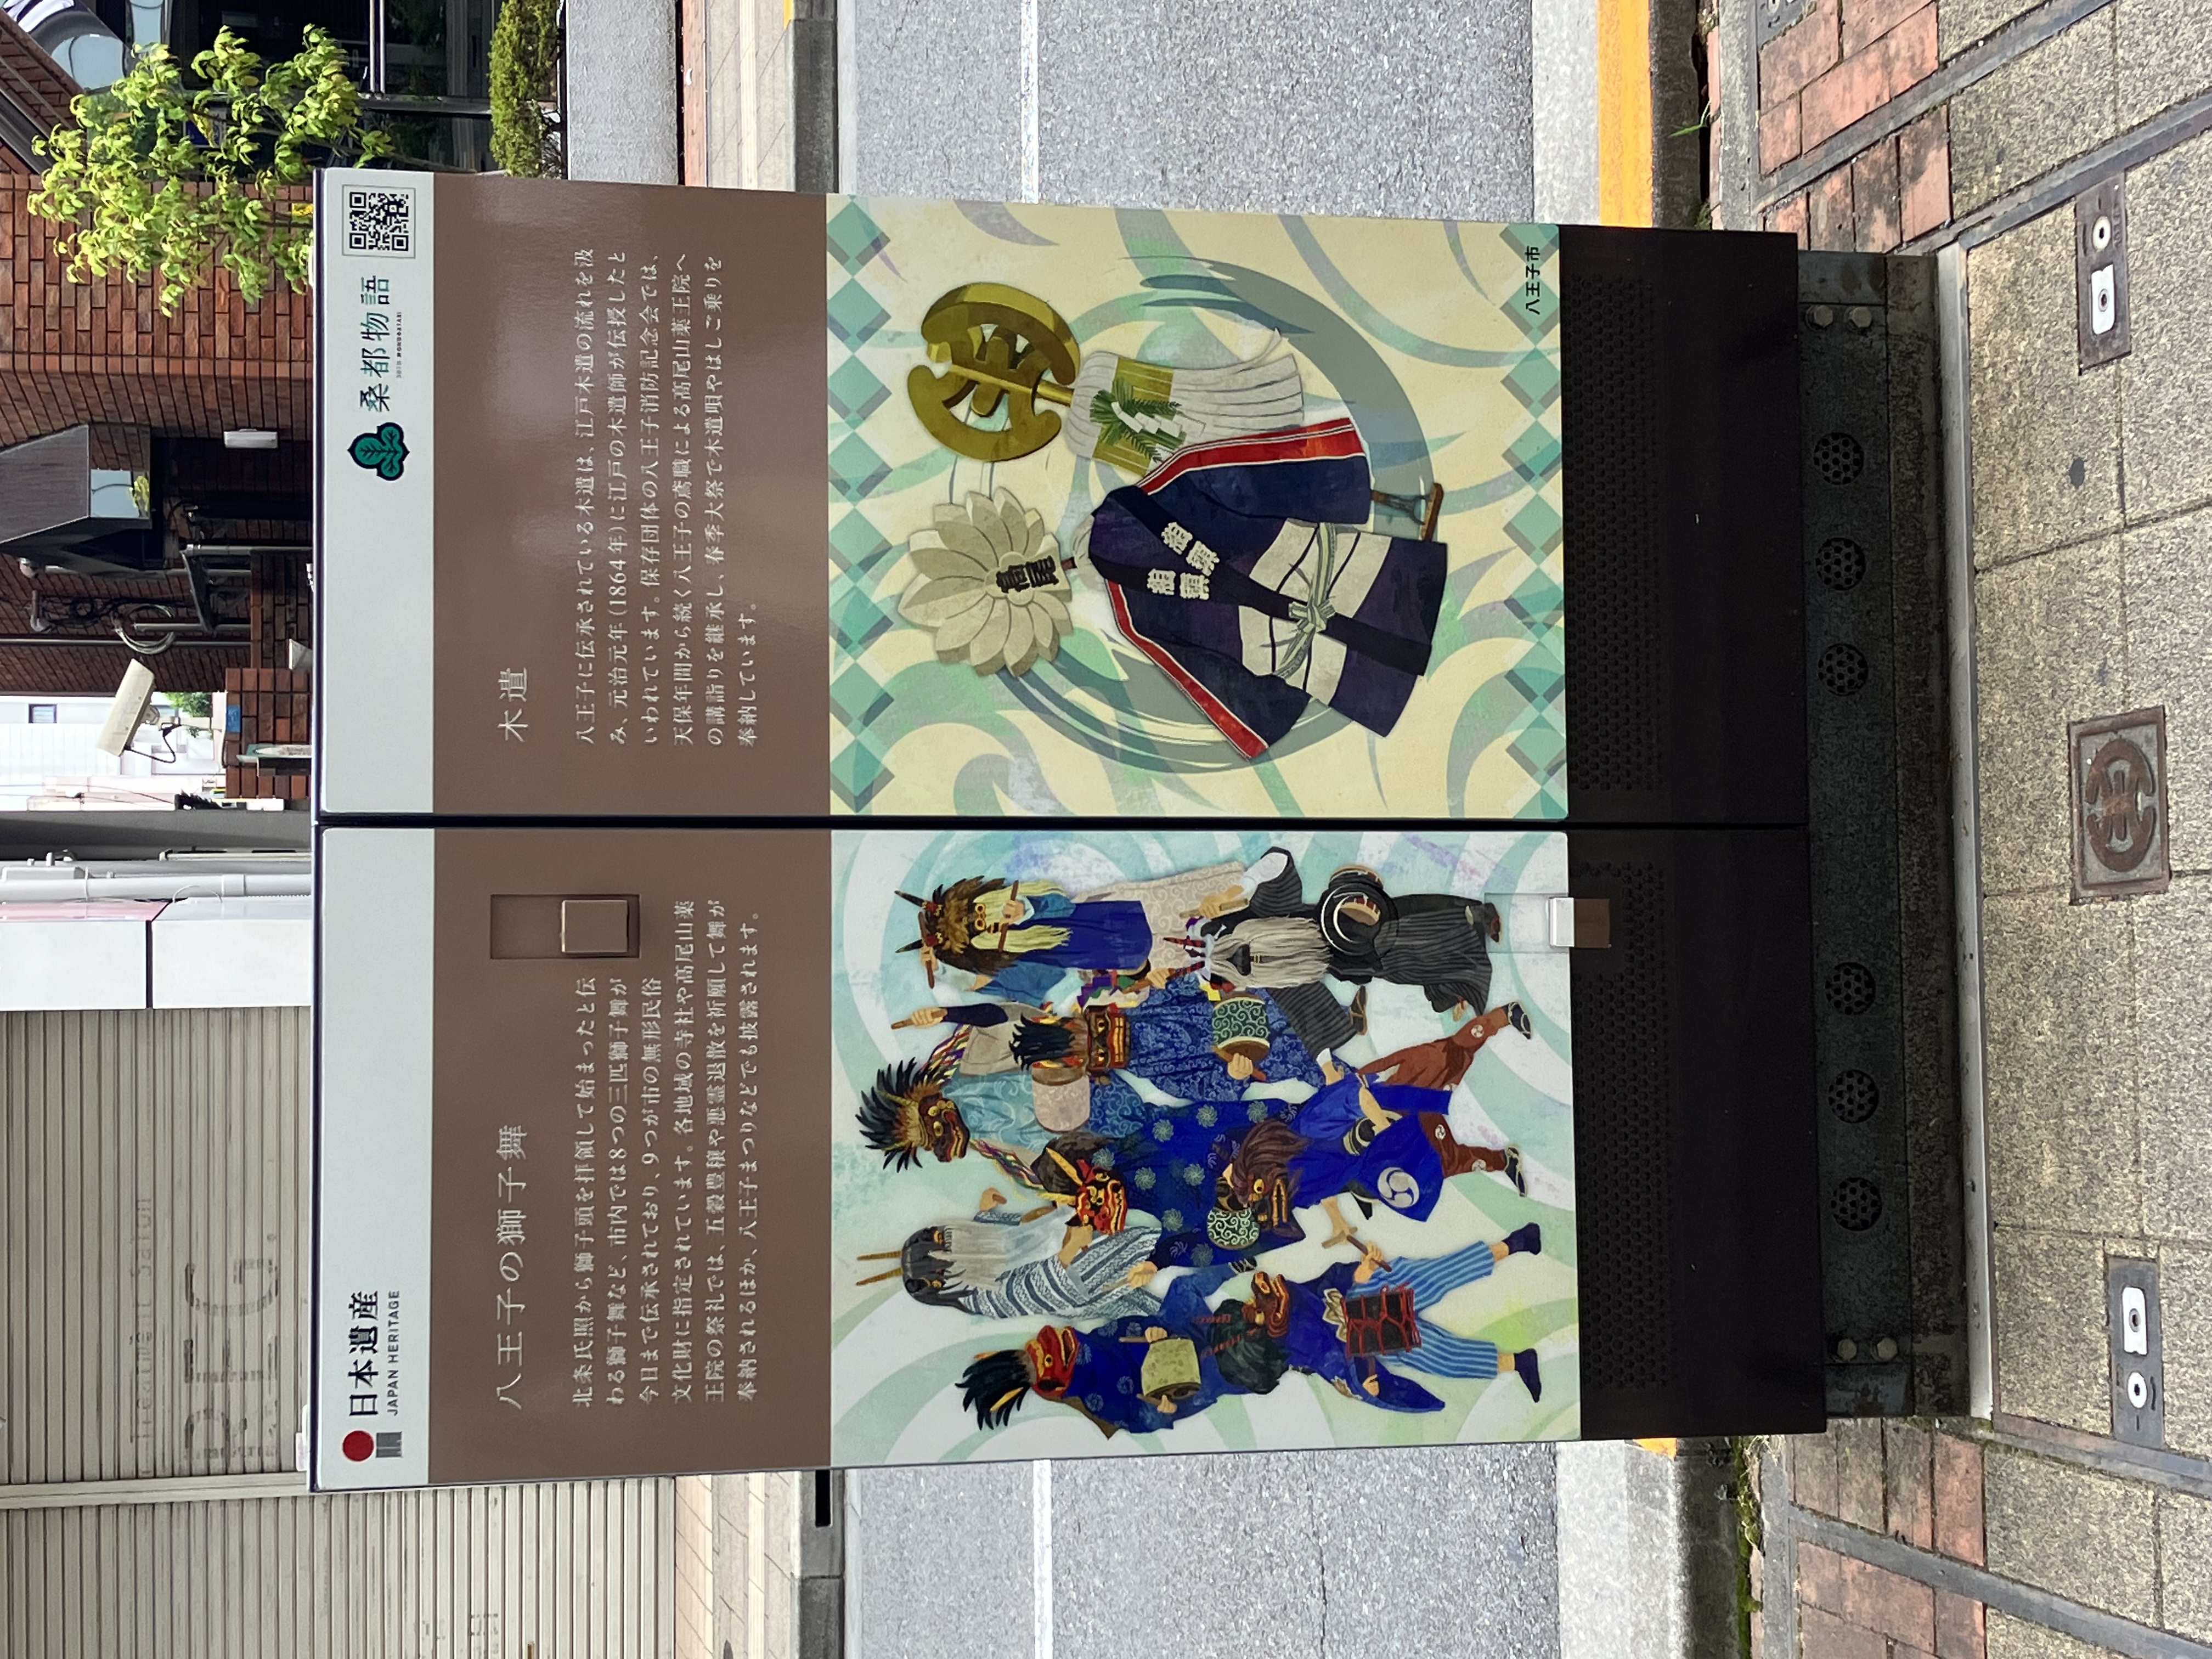 Treatment Salon
R.E.G.
日本遺産
JAPAN HERITAGE
桑都物語
SOTO MONOGATARI
八王子の獅子舞
北条氏照から獅子頭を拝領して始まったと伝
わる獅子舞など、市内では8つの三匹獅子舞が
今日まで伝承されており、9つが市の無形民俗
文化財に指定されています。各地域の寺社や髙尾山薬
王院の祭礼では、五穀豊穣や悪霊退散を祈願して舞が
奉納されるほか、八王子まつりなどでも披露されます。
木遣
八王子に伝承されている木遣は、江戸木遣の流れを汲
み、元治元年(1864年)に江戸の木遣師が伝授したと
いわれています。保存団体の八王子消防記念会では、
天保年間から続く八王子の鳶職による髙尾山薬王院へ
の講詣りを継承し、春季大祭で木遣唄やはしご乗りを
奉納しています。
髙尾
組頭
組頭
八王子市